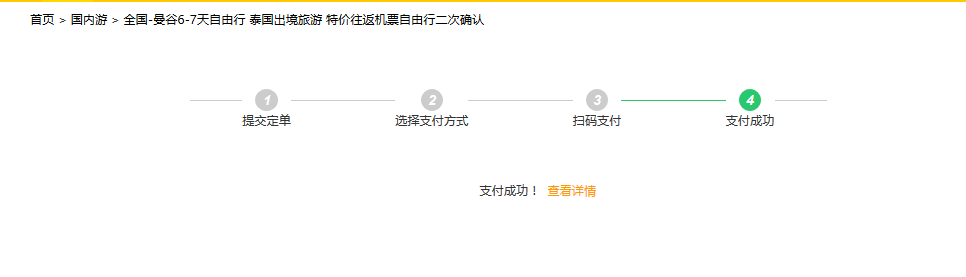 首页 > 国内游 > 全国-曼谷6-7天自由行 泰国出境旅游 特价往返机票自由行二次确认
1 2 3 4
提交定单 选择支付方式 扫码支付 支付成功
支付成功！ 查看详情